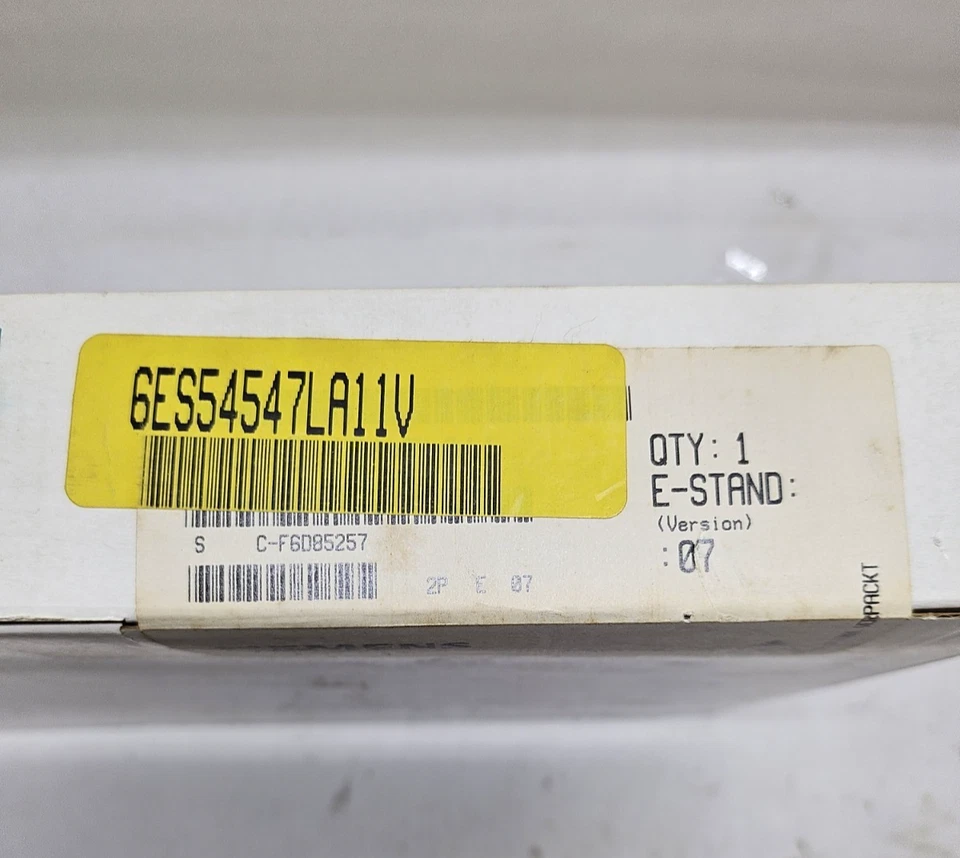 6ES54547LA11V
QTY: 1
E-STAND:
(Version)
:07
S C-F6D85257
2P E 07